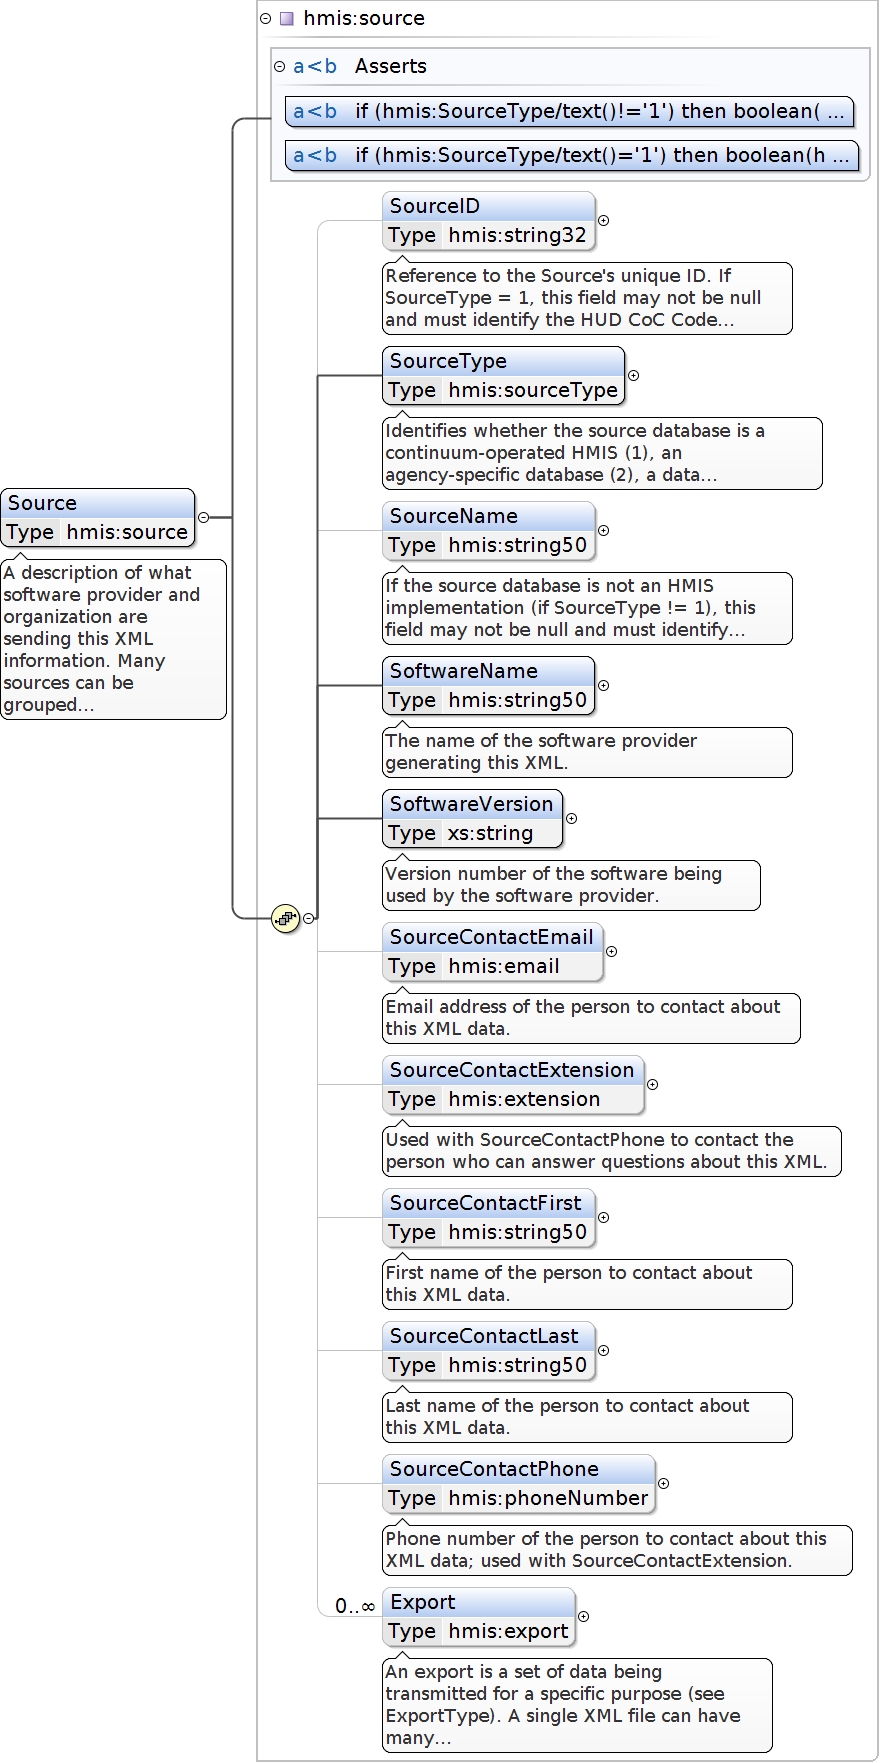 hmis:source
a<b Asserts
a<b if (hmis:SourceType/text()!='1') then boolean( ...
a<b if (hmis:SourceType/text()='1') then boolean(h ...
SourceID
Type hmis:string32
Reference to the Source's unique ID. If
SourceType = 1, this field may not be null
and must identify the HUD CoC Code...
SourceType
Type hmis:sourceType
Identifies whether the source database is a
continuum-operated HMIS (1), an
agency-specific database (2), a data...
Source
Type hmis:source
A description of what
software provider and
organization are
sending this XML
information. Many
sources can be
grouped...
SourceName
Type hmis:string50
If the source database is not an HMIS
implementation (if SourceType != 1), this
field may not be null and must identify...
SoftwareName
Type hmis:string50
The name of the software provider
generating this XML.
SoftwareVersion
Type xs:string
Version number of the software being
used by the software provider.
SourceContactEmail
Type hmis:email
Email address of the person to contact about
this XML data.
SourceContactExtension
Type hmis:extension
Used with SourceContactPhone to contact the
person who can answer questions about this XML.
SourceContactFirst
Type hmis:string50
First name of the person to contact about
this XML data.
SourceContactLast
Type hmis:string50
Last name of the person to contact about
this XML data.
SourceContactPhone
Type hmis:phoneNumber
Phone number of the person to contact about this
XML data; used with SourceContactExtension.
0..∞ Export
Type hmis:export
An export is a set of data being
transmitted for a specific purpose (see
ExportType). A single XML file can have
many...